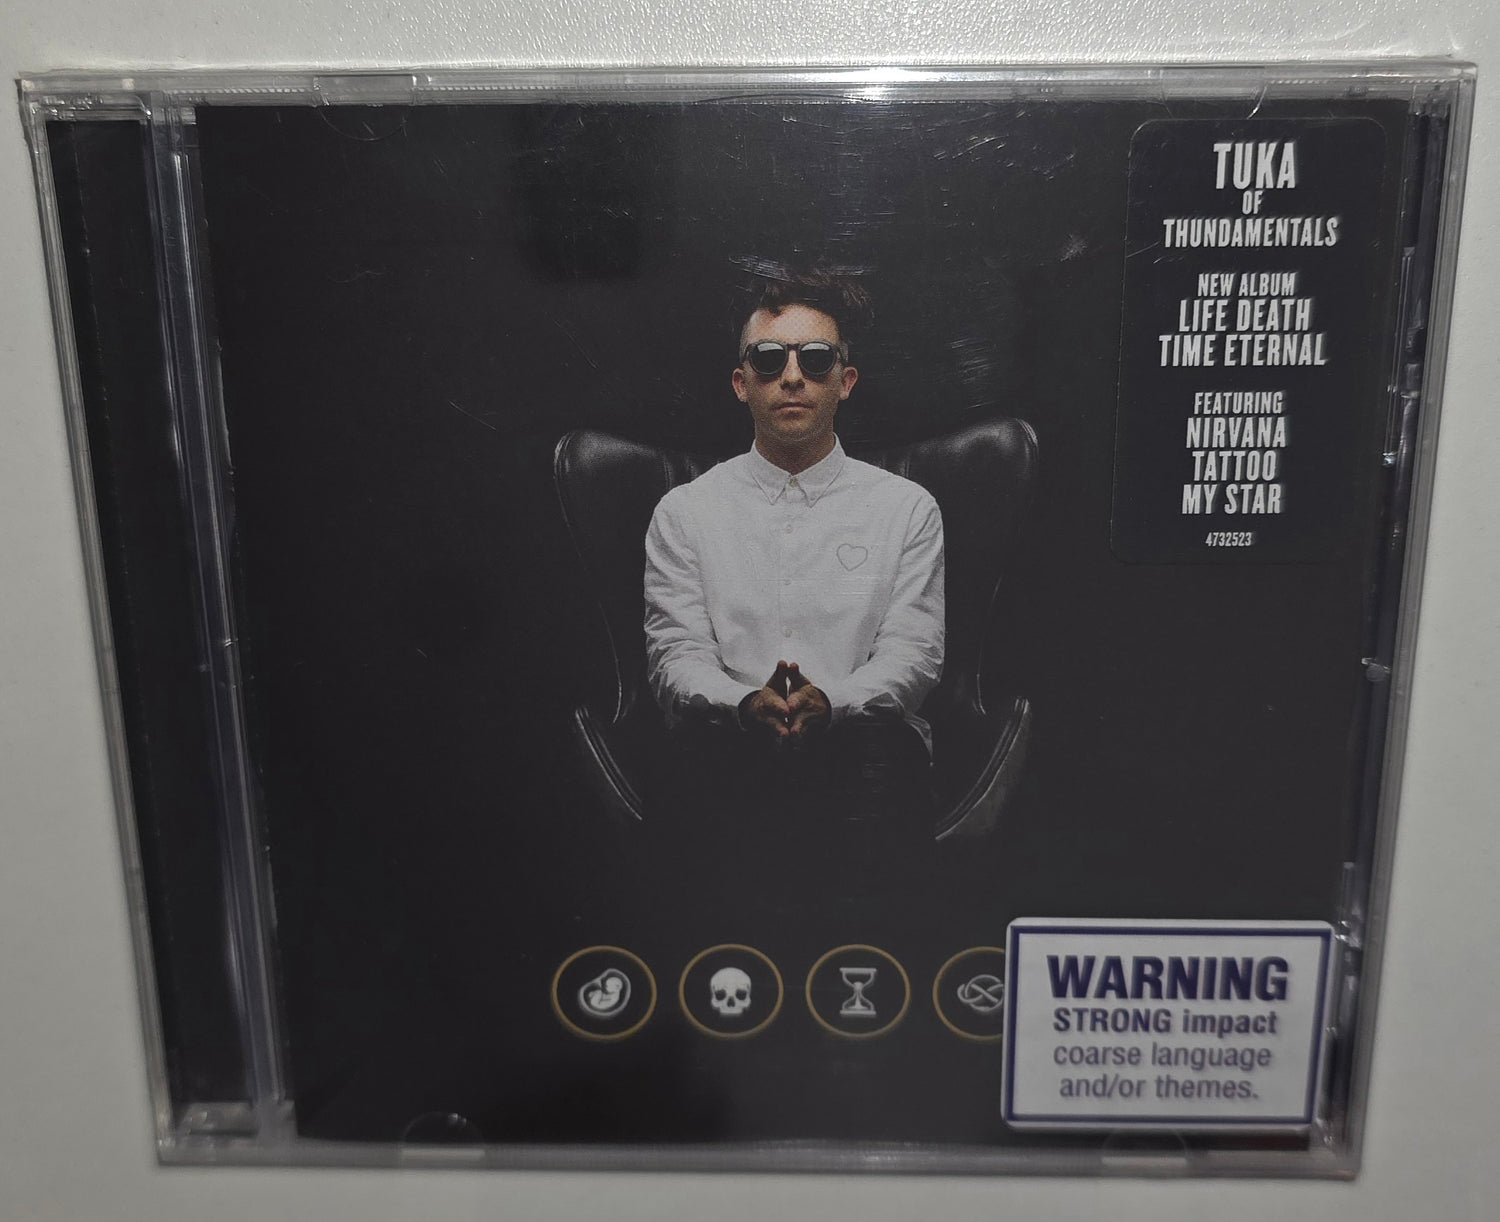 TUKA
OF
THUNDAMENTALS
NEW ALBUM
LIFE DEATH
TIME ETERNAL
FEATURING
NIRVANA
TATTOO
MY STAR
4732523
WARNING
STRONG impact
coarse language
and/or themes.